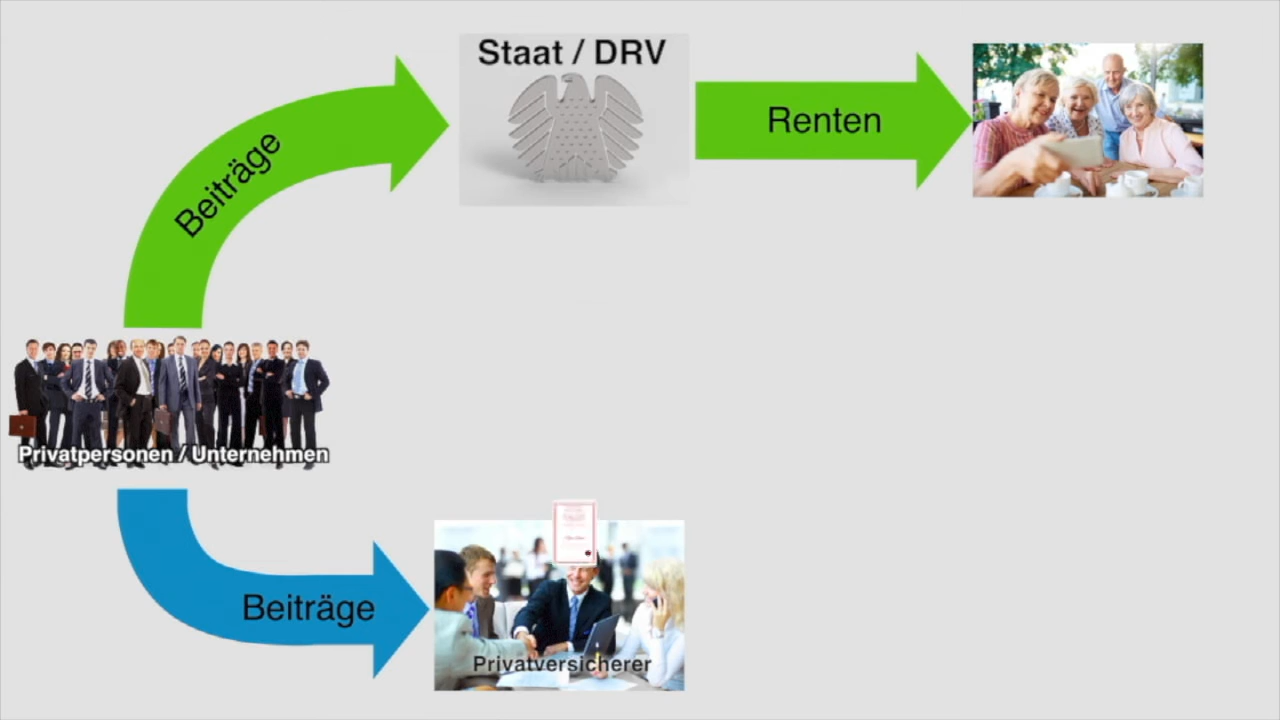 Staat / DRV
Renten
Beiträge
Privatpersonen / Unternehmen
Beiträge
Privatversicherer